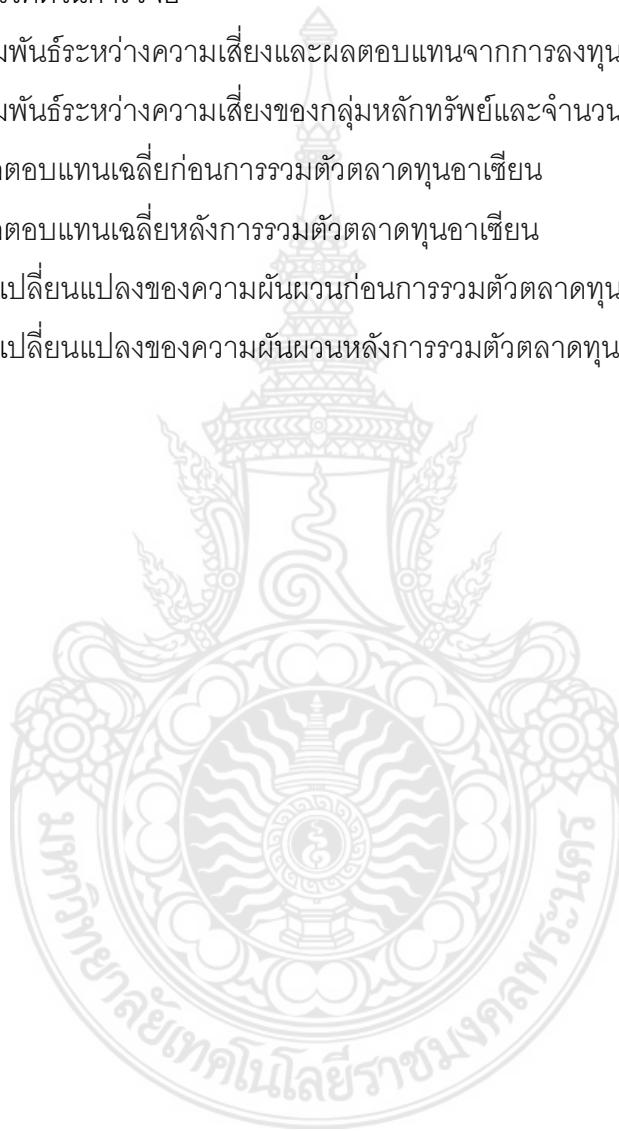 มพันธ์ระหว่างความเสี่ยงและผลตอบแทนจากการลงทุน
มพันธ์ระหว่างความเสี่ยงของกลุ่มหลักทรัพย์และจำนวน
ตอบแทนเฉลี่ยก่อนการรวมตัวตลาดทุนอาเซียน
ตอบแทนเฉลี่ยหลังการรวมตัวตลาดทุนอาเซียน
เปลี่ยนแปลงของความผันผวนก่อนการรวมตัวตลาดทุน
เปลี่ยนแปลงของความผันผวนหลังการรวมตัวตลาดทุน
มหาวิทยาลัยเทคโนโลยีราชมงคลพระนคร